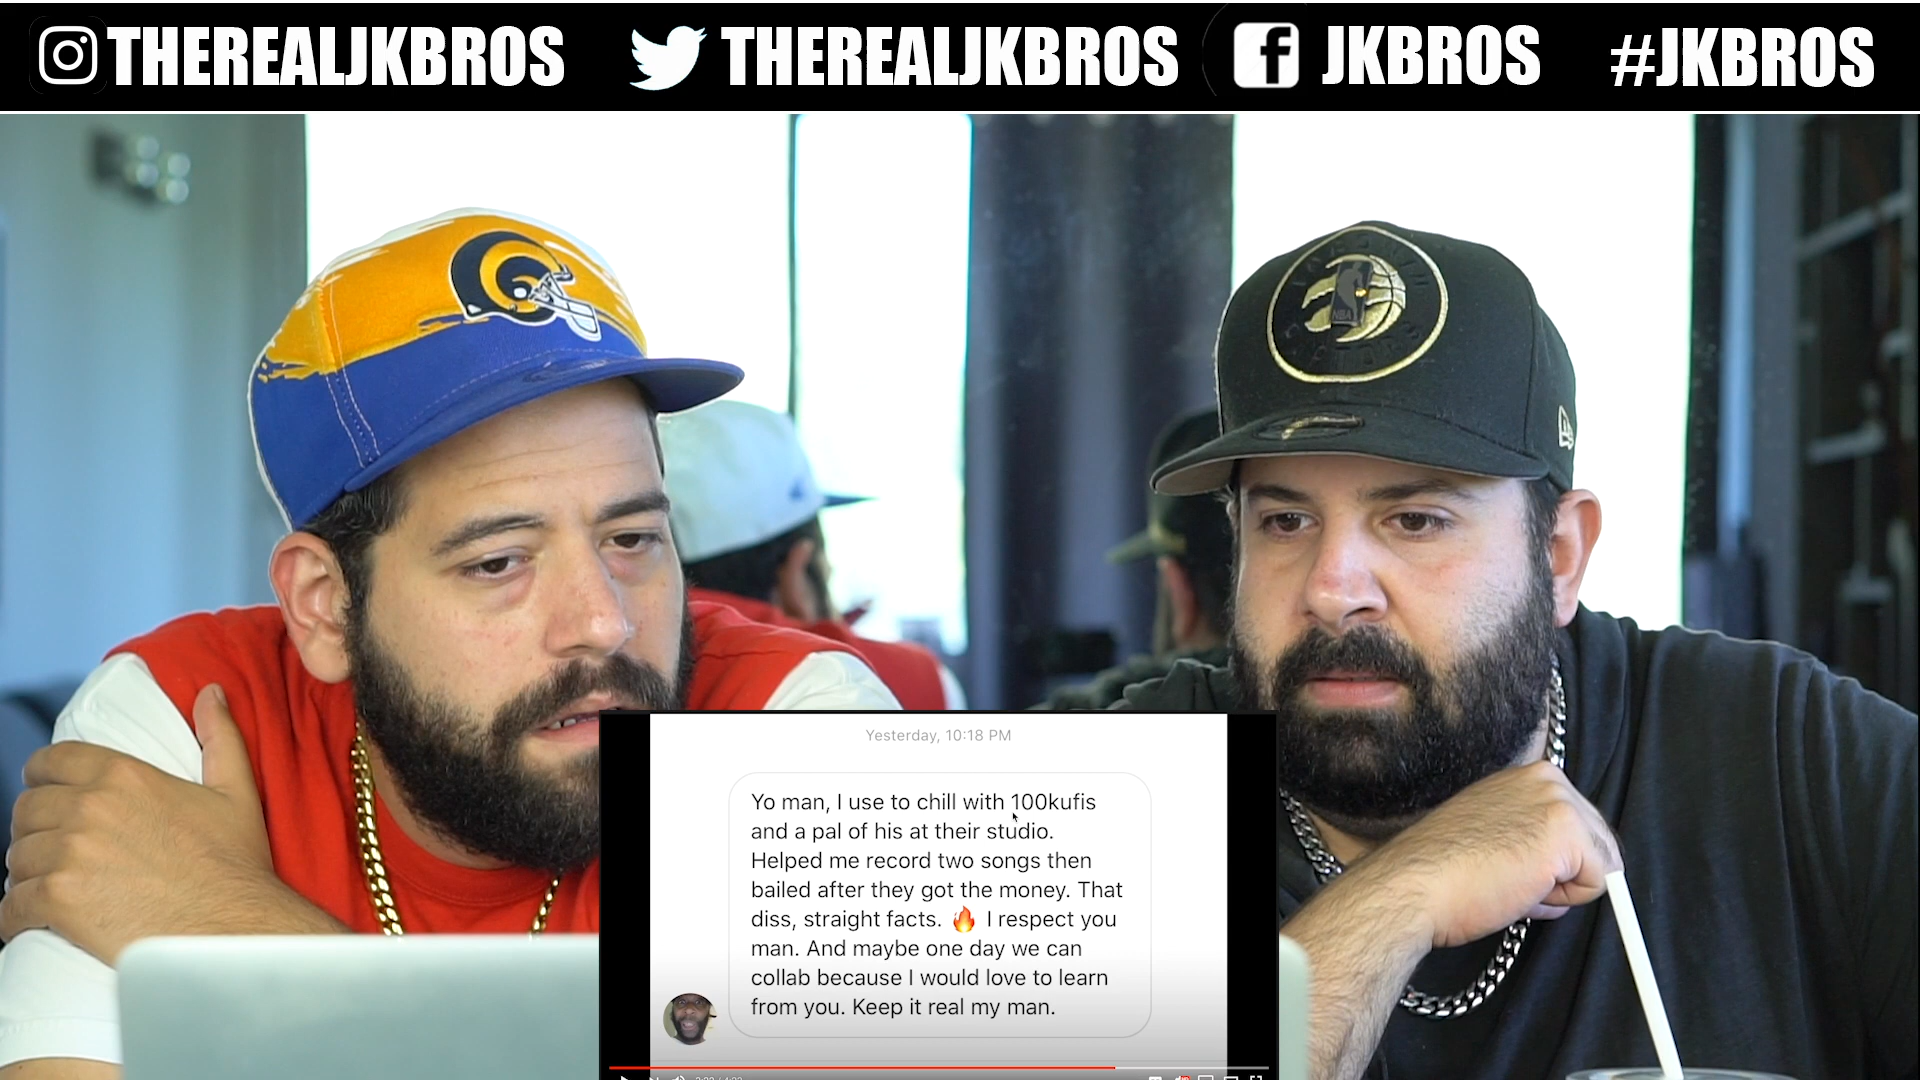 THEREALJKBROS THEREALJKBROS JKBROS #JKBROS
NBA
Yesterday, 10:18 PM
Yo man, I use to chill with 100kufis
and a pal of his at their studio.
Helped me record two songs then
bailed after they got the money. That
diss, straight facts. 🔥 I respect you
man. And maybe one day we can
collab because I would love to learn
from you. Keep it real my man.